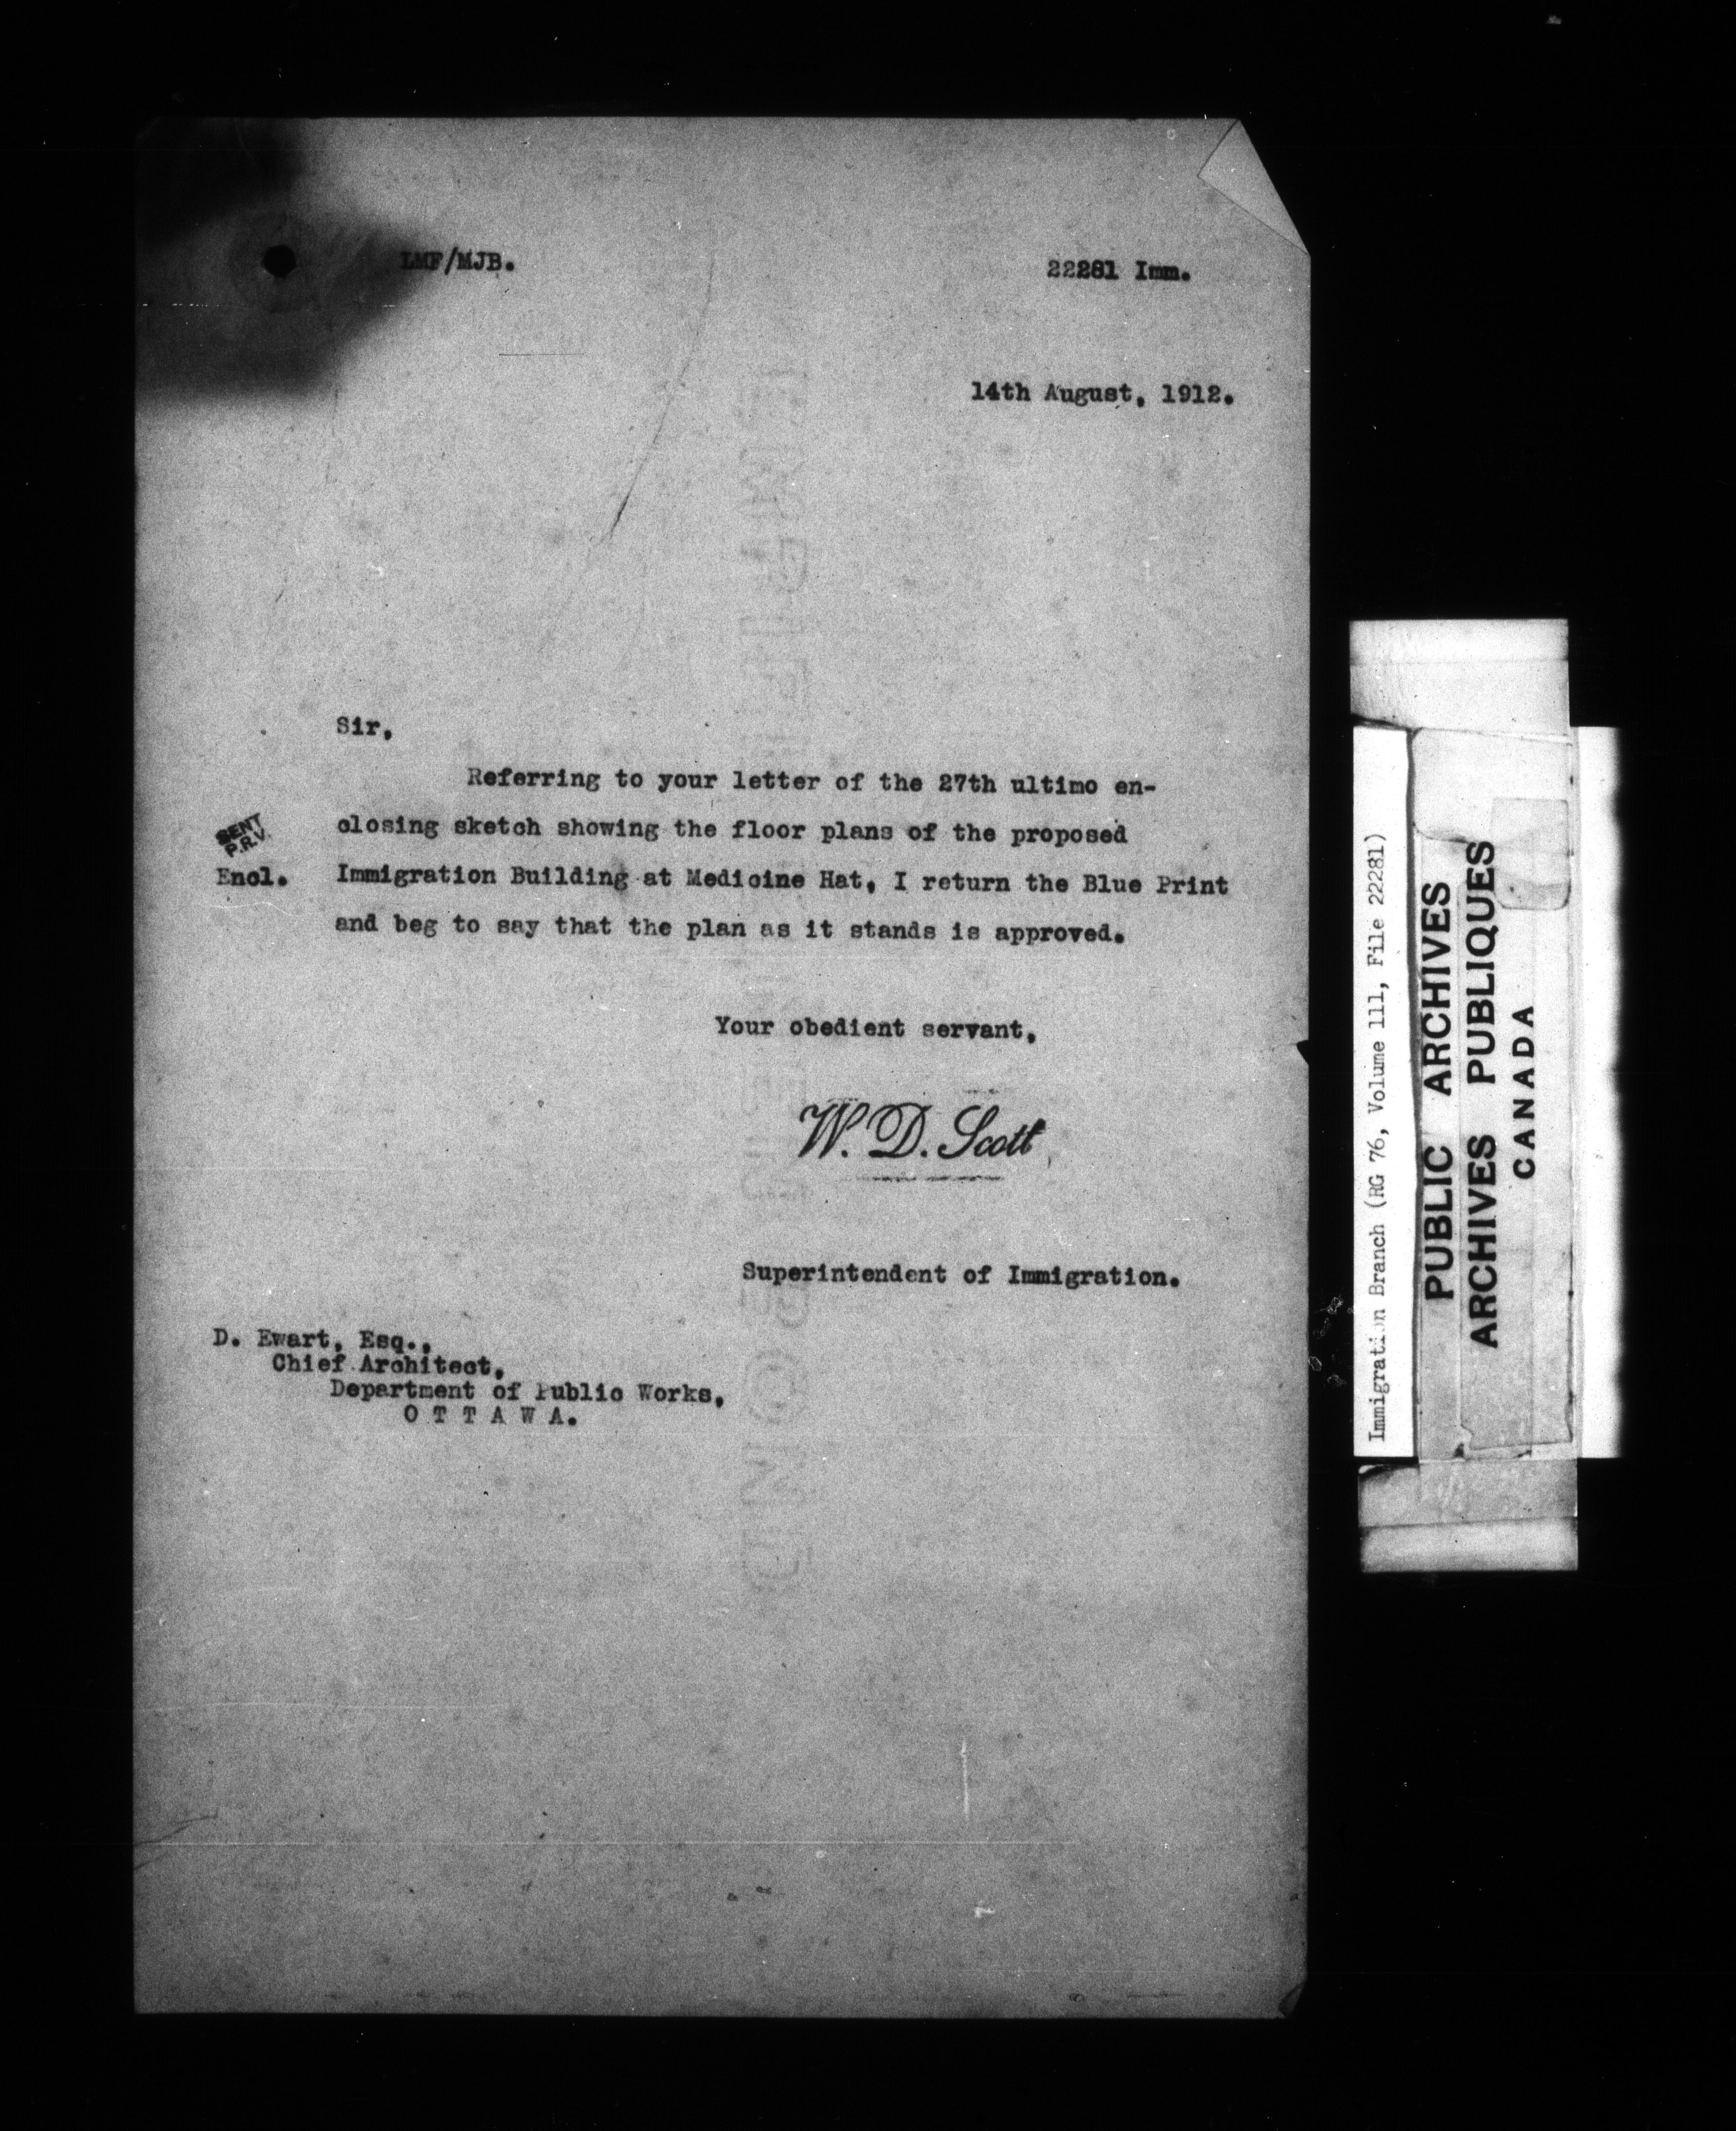 LMF/MJB.
22281 Imm.
14th August, 1912.
Sir,
Referring to your letter of the 27th ultimo en-
closing sketch showing the floor plans of the proposed
SENT
P.R.V.
Encl.
Immigration Building at Medicine Hat, I return the Blue Print
and beg to say that the plan as it stands is approved.
Your obedient servant,
W. D. Scott
Superintendent of Immigration.
D. Ewart, Esq.,
Chief Architect,
Department of Public Works,
O T T A W A.
Immigration Branch (RG 76, Volume 111, File 22281)
PUBLIC ARCHIVES
ARCHIVES PUBLIQUES
CANADA